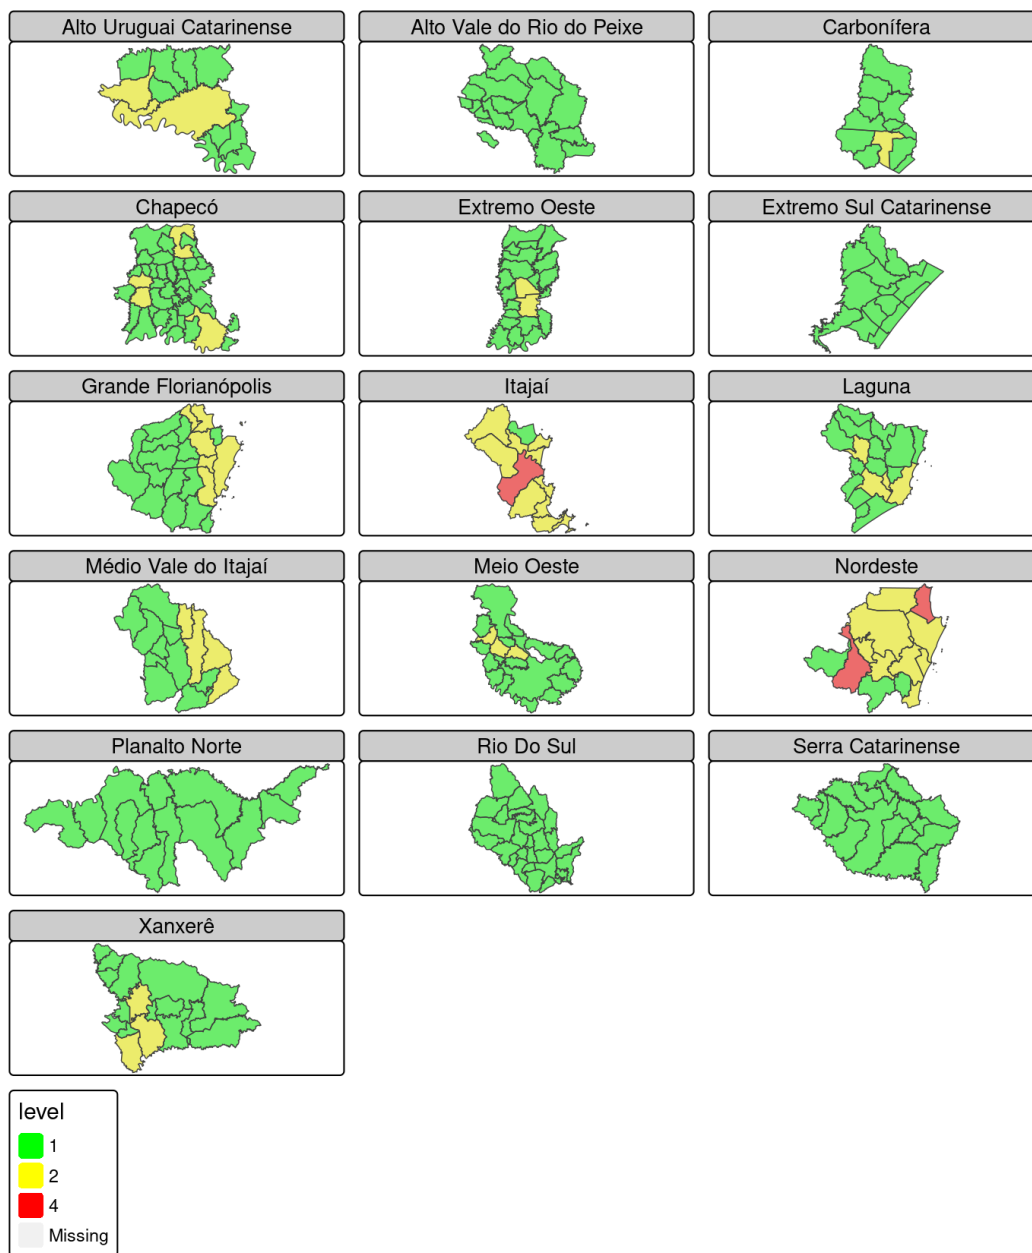 Alto Uruguai Catarinense
Alto Vale do Rio do Peixe
Carbonífera
Chapecó
Extremo Oeste
Extremo Sul Catarinense
Grande Florianópolis
Itajaí
Laguna
Médio Vale do Itajaí
Meio Oeste
Nordeste
Planalto Norte
Rio Do Sul
Serra Catarinense
Xanxerê
level
1
2
4
Missing